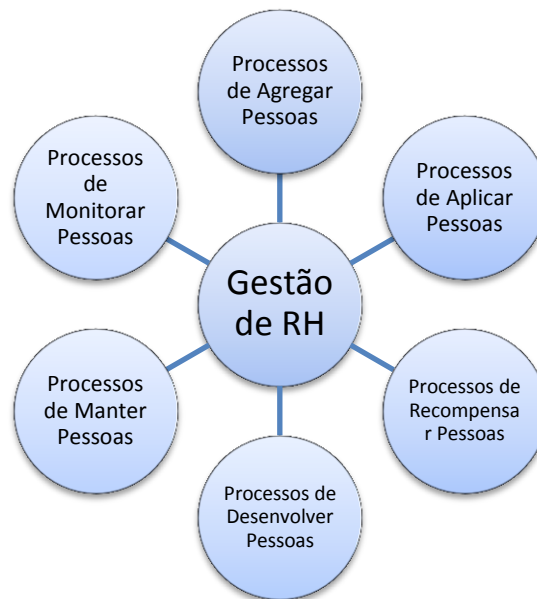 Processos
de Agregar
Pessoas
Processos
de Aplicar
Pessoas
Processos de
Recompensa
r Pessoas
Processos de
Desenvolver
Pessoas
Processos
de Manter
Pessoas
Processos
de
Monitorar
Pessoas
Gestão
de RH